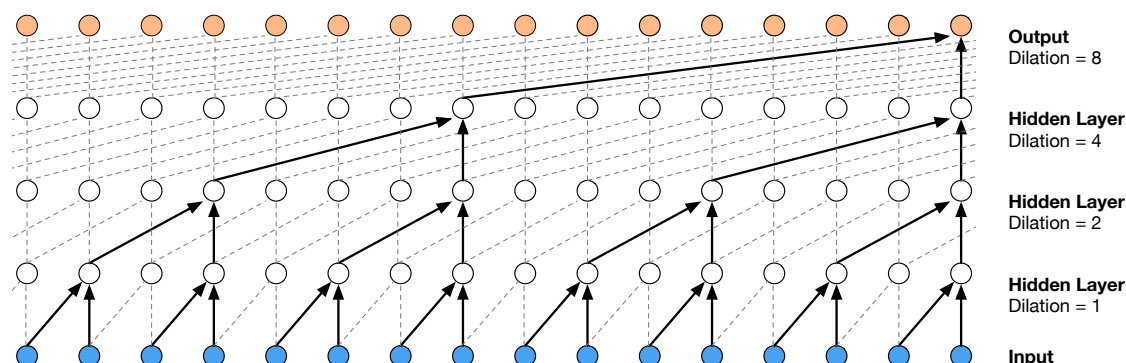 Output
Dilation = 8
Hidden Layer
Dilation = 4
Hidden Layer
Dilation = 2
Hidden Layer
Dilation = 1
Input